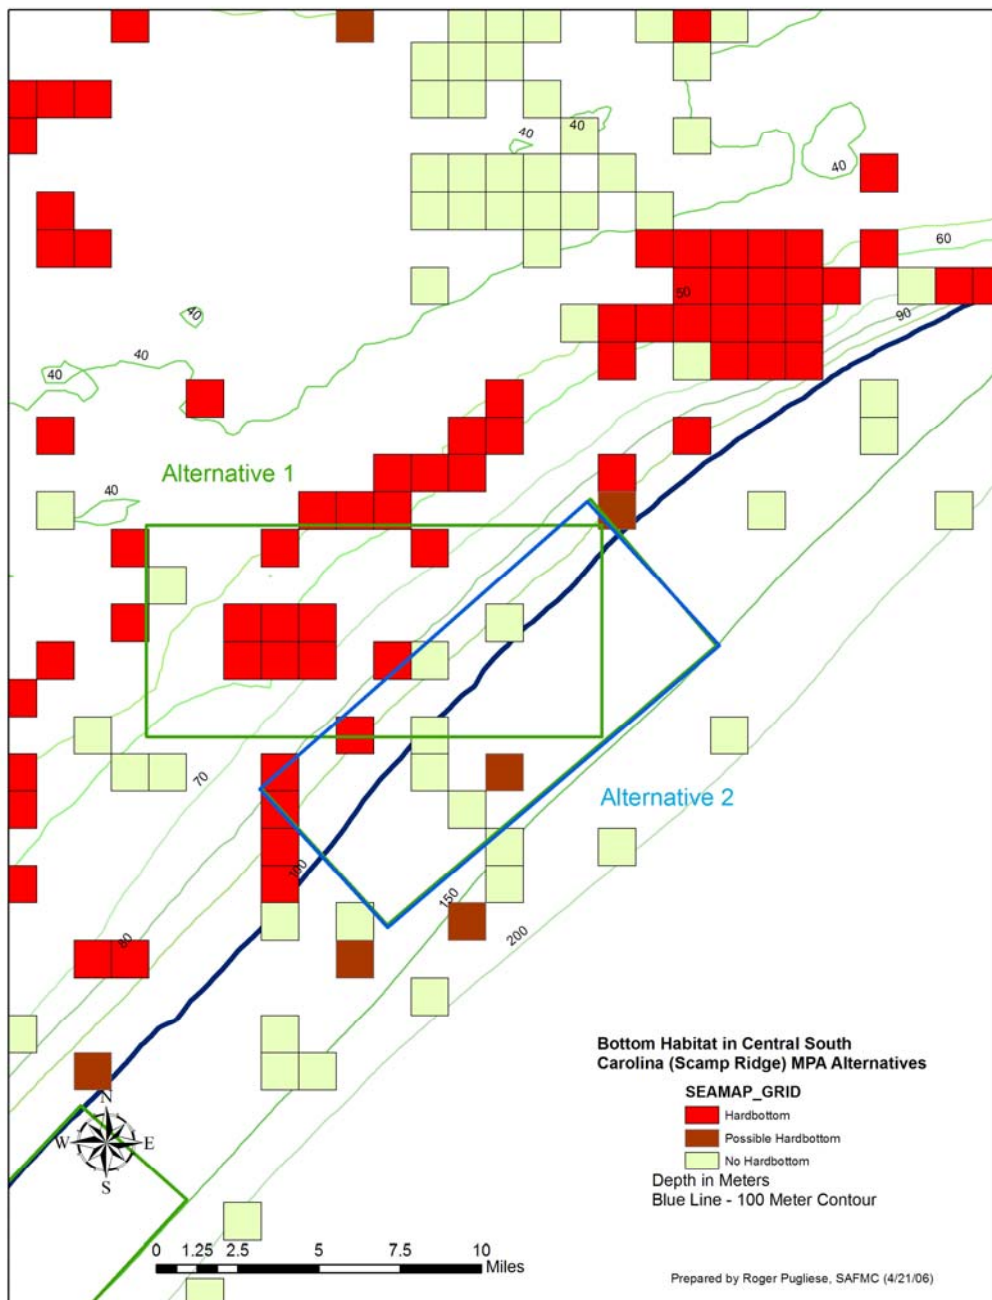 40
40
40
60
50
90
40
40
40
Alternative 1
40
70
Alternative 2
100
150
200
80
Bottom Habitat in Central South
Carolina (Scamp Ridge) MPA Alternatives
SEAMAP_GRID
Hardbottom
Possible Hardbottom
No Hardbottom
Depth in Meters
Blue Line - 100 Meter Contour
N
W E
S
0 1.25 2.5 5 7.5 10
Miles
Prepared by Roger Pugliese, SAFMC (4/21/06)